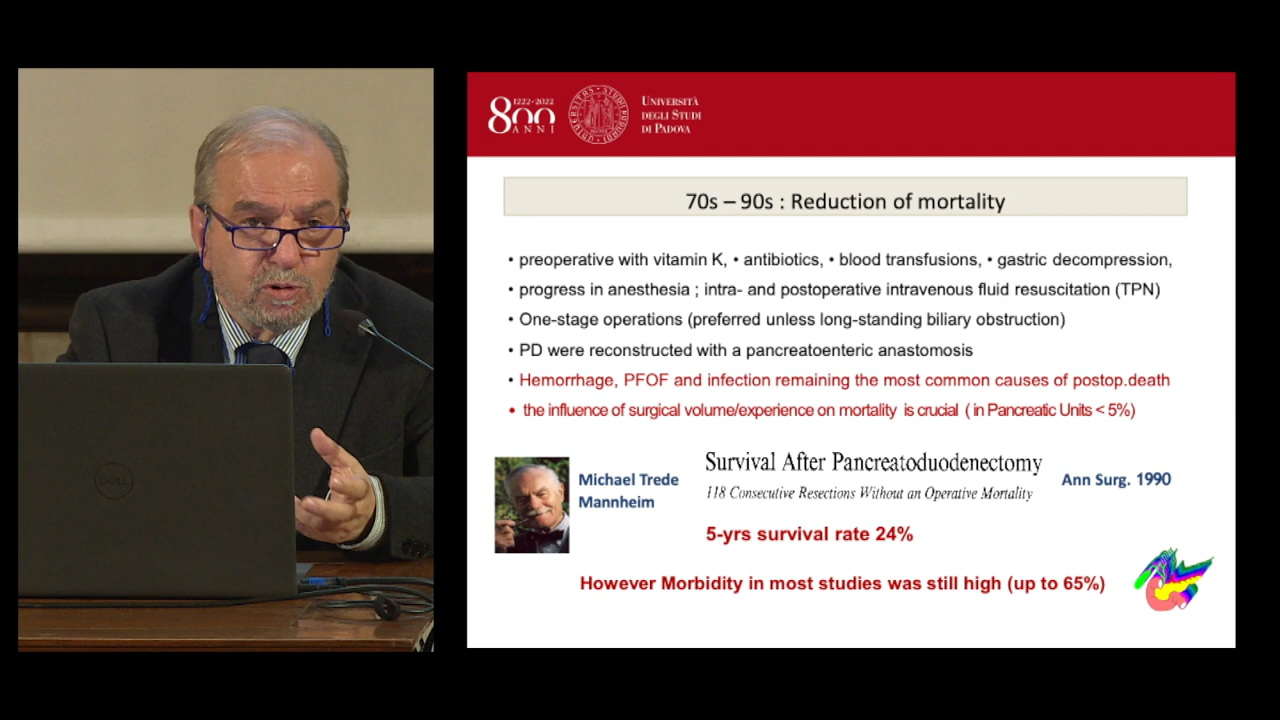 1222-2022
800
ANNI
UNIVERSITÀ
DEGLI STUDI
DI PADOVA
70s – 90s : Reduction of mortality
• preoperative with vitamin K, • antibiotics, • blood transfusions, • gastric decompression,
• progress in anesthesia ; intra- and postoperative intravenous fluid resuscitation (TPN)
• One-stage operations (preferred unless long-standing biliary obstruction)
• PD were reconstructed with a pancreatoenteric anastomosis
• Hemorrhage, PFOF and infection remaining the most common causes of postop.death
• the influence of surgical volume/experience on mortality is crucial ( in Pancreatic Units < 5%)
Michael Trede
Mannheim
Survival After Pancreatoduodenectomy
118 Consecutive Resections Without an Operative Mortality
Ann Surg. 1990
5-yrs survival rate 24%
However Morbidity in most studies was still high (up to 65%)
DELL